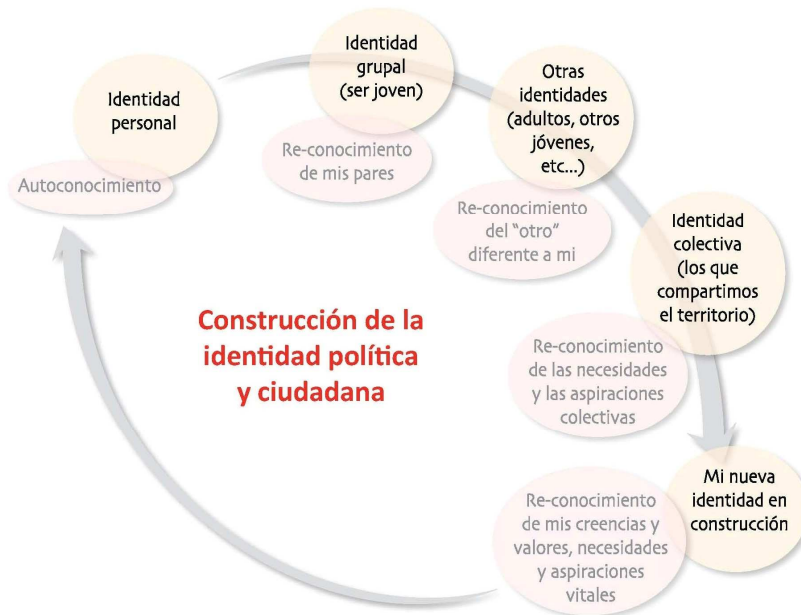 Identidad
personal
Autoconocimiento
Identidad
grupal
(ser joven)
Re-conocimiento
de mis pares
Otras
identidades
(adultos, otros
jóvenes,
etc...)
Re-conocimiento
del "otro"
diferente a mi
Identidad
colectiva
(los que
compartimos
el territorio)
Re-conocimiento
de las necesidades
y las aspiraciones
colectivas
Construcción de la
identidad política
y ciudadana
Mi nueva
identidad en
construcción
Re-conocimiento
de mis creencias y
valores, necesidades
y aspiraciones
vitales